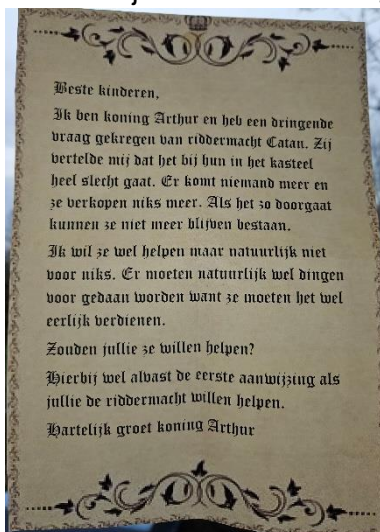 Beste kinderen,
Ik ben koning Arthur en heb een dringende
vraag gekregen van riddermacht Catan. Zij
vertelde mij dat het bij hun in het kasteel
heel slecht gaat. Er komt niemand meer en
ze verkopen niks meer. Als het zo doorgaat
kunnen ze niet meer blijven bestaan.
Ik wil ze wel helpen maar natuurlijk niet
voor niks. Er moeten natuurlijk wel dingen
voor gedaan worden want ze moeten het wel
eerlijk verdienen.
Zouden jullie ze willen helpen?
Hierbij wel alvast de eerste aanwijzing als
jullie de riddermacht willen helpen.
Hartelijk groet koning Arthur